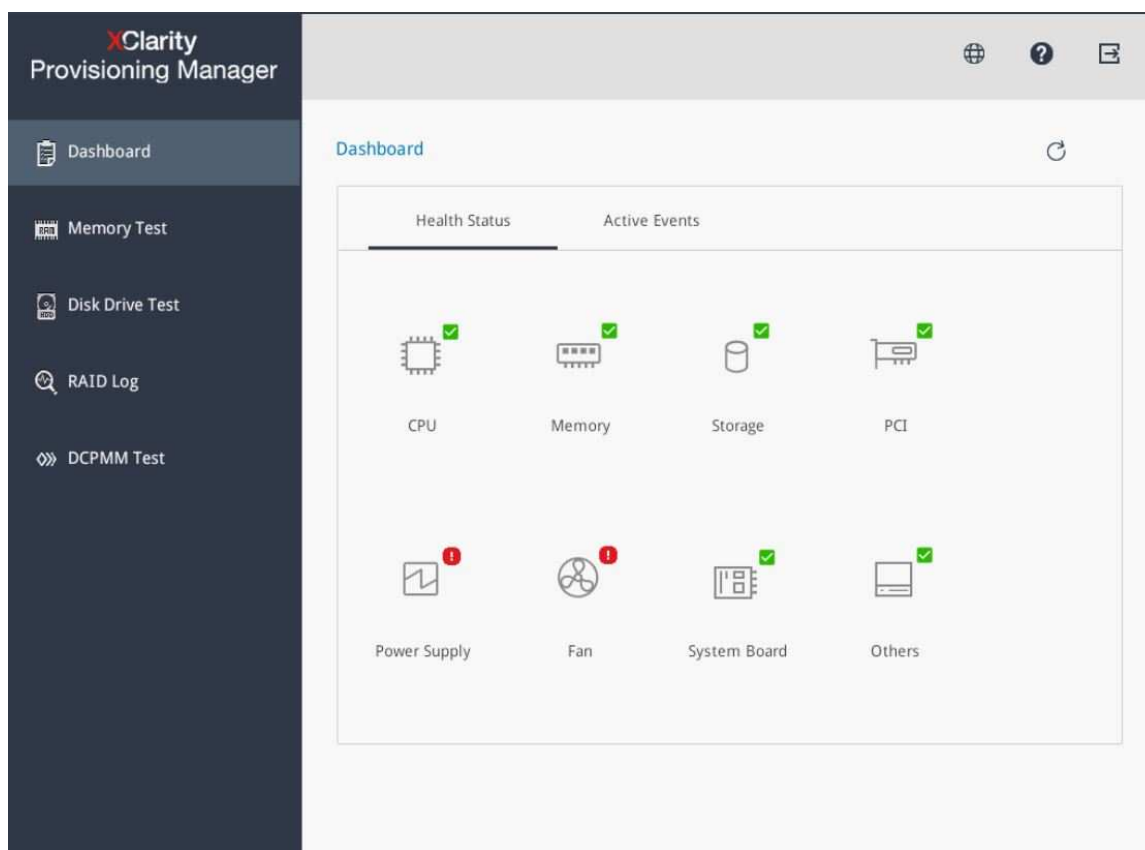 XClarity
Provisioning Manager
Dashboard
Memory Test
Disk Drive Test
RAID Log
DCPMM Test
Dashboard
Health Status Active Events
CPU Memory Storage PCI
Power Supply Fan System Board Others